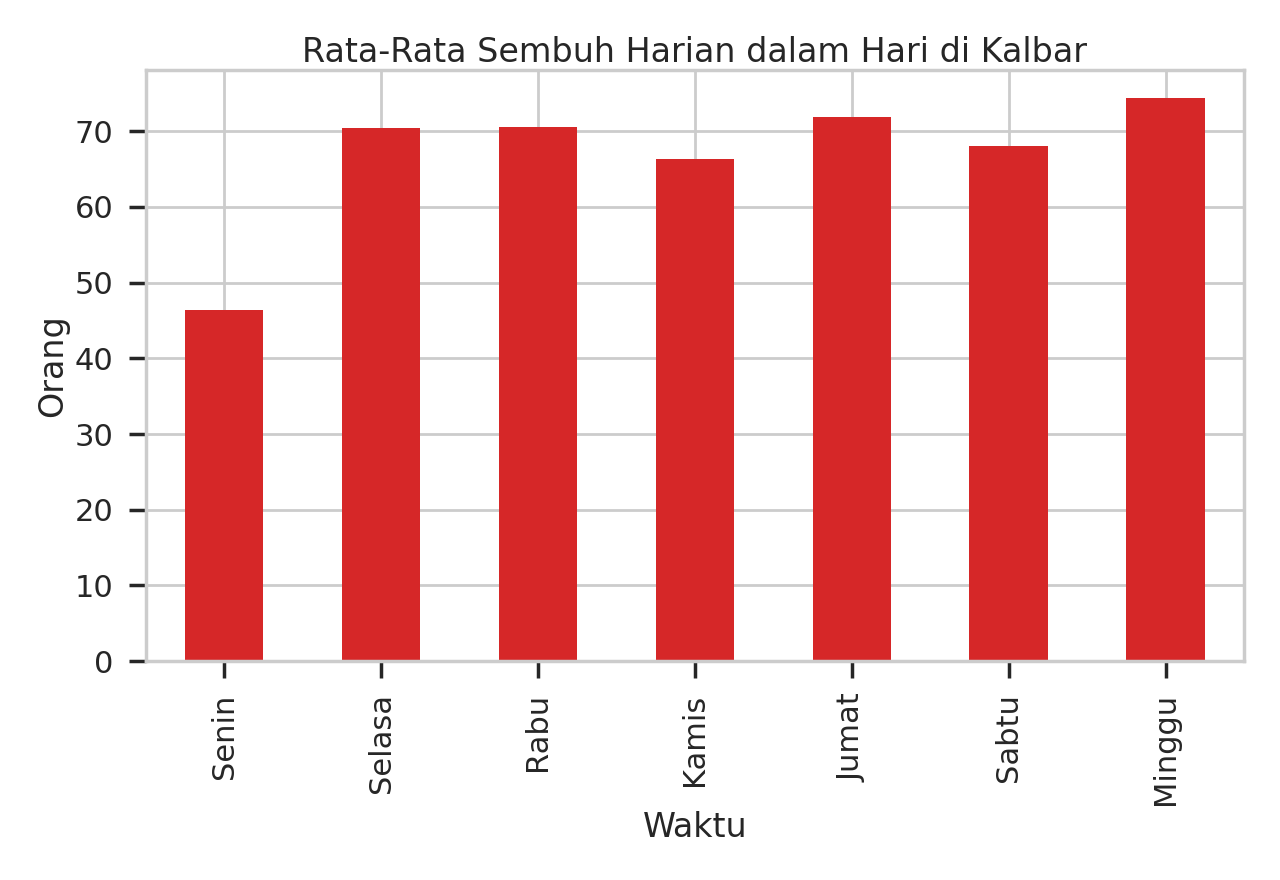 Rata-Rata Sembuh Harian dalam Hari di Kalbar
Orang
70
60
50
40
30
20
10
0
Senin
Selasa
Rabu
Kamis
Jumat
Sabtu
Minggu
Waktu